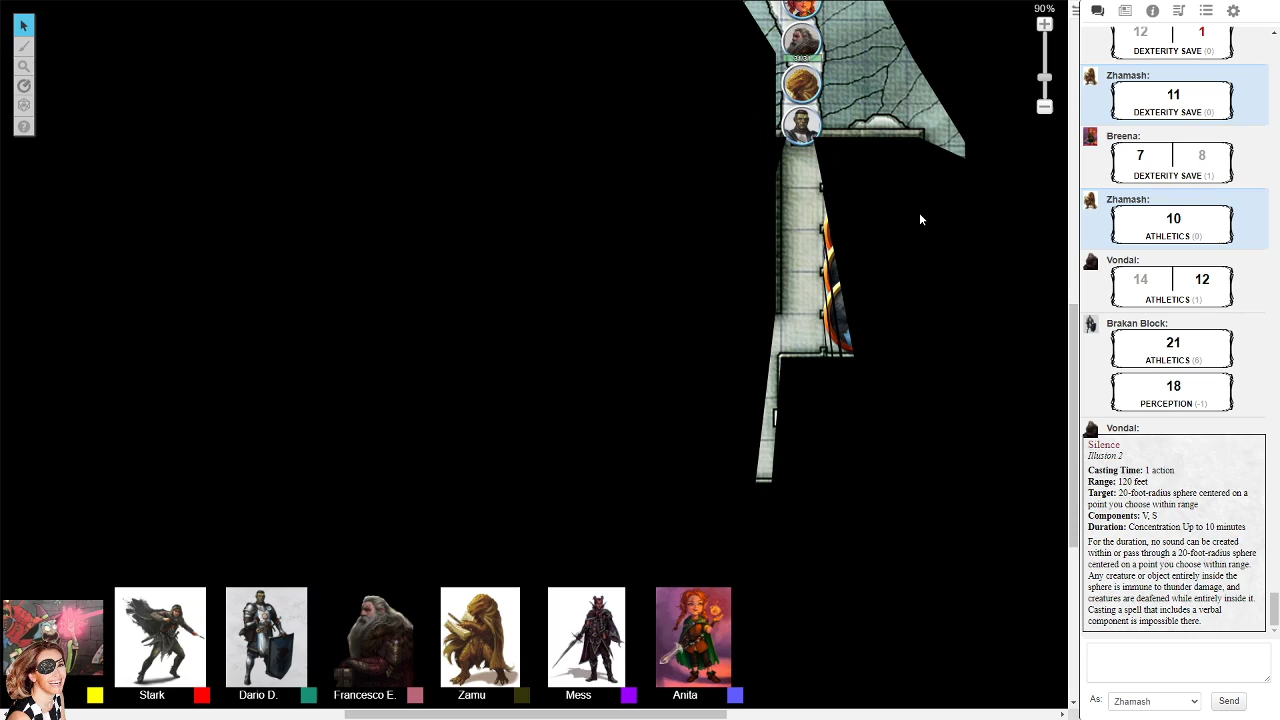 90%
12 1
DEXTERITY SAVE (0)
Zhamash:
11
DEXTERITY SAVE (0)
Breena:
7 8
DEXTERITY SAVE (1)
Zhamash:
10
ATHLETICS (0)
Vondal:
14 12
ATHLETICS (1)
Brakan Block:
21
ATHLETICS (6)
18
PERCEPTION (-1)
Vondal:
Silence
Illusion 2
Casting Time: 1 action
Range: 120 feet
Target: 20-foot-radius sphere centered on a
point you choose within range
Components: V, S
Duration: Concentration Up to 10 minutes
For the duration, no sound can be created
within or pass through a 20-foot-radius sphere
centered on a point you choose within range.
Any creature or object entirely inside the
sphere is immune to thunder damage, and
creatures are deafened while entirely inside it.
Casting a spell that includes a verbal
component is impossible there.
As: Zhamash Send
Stark
Dario D.
Francesco E.
Zamu
Mess
Anita